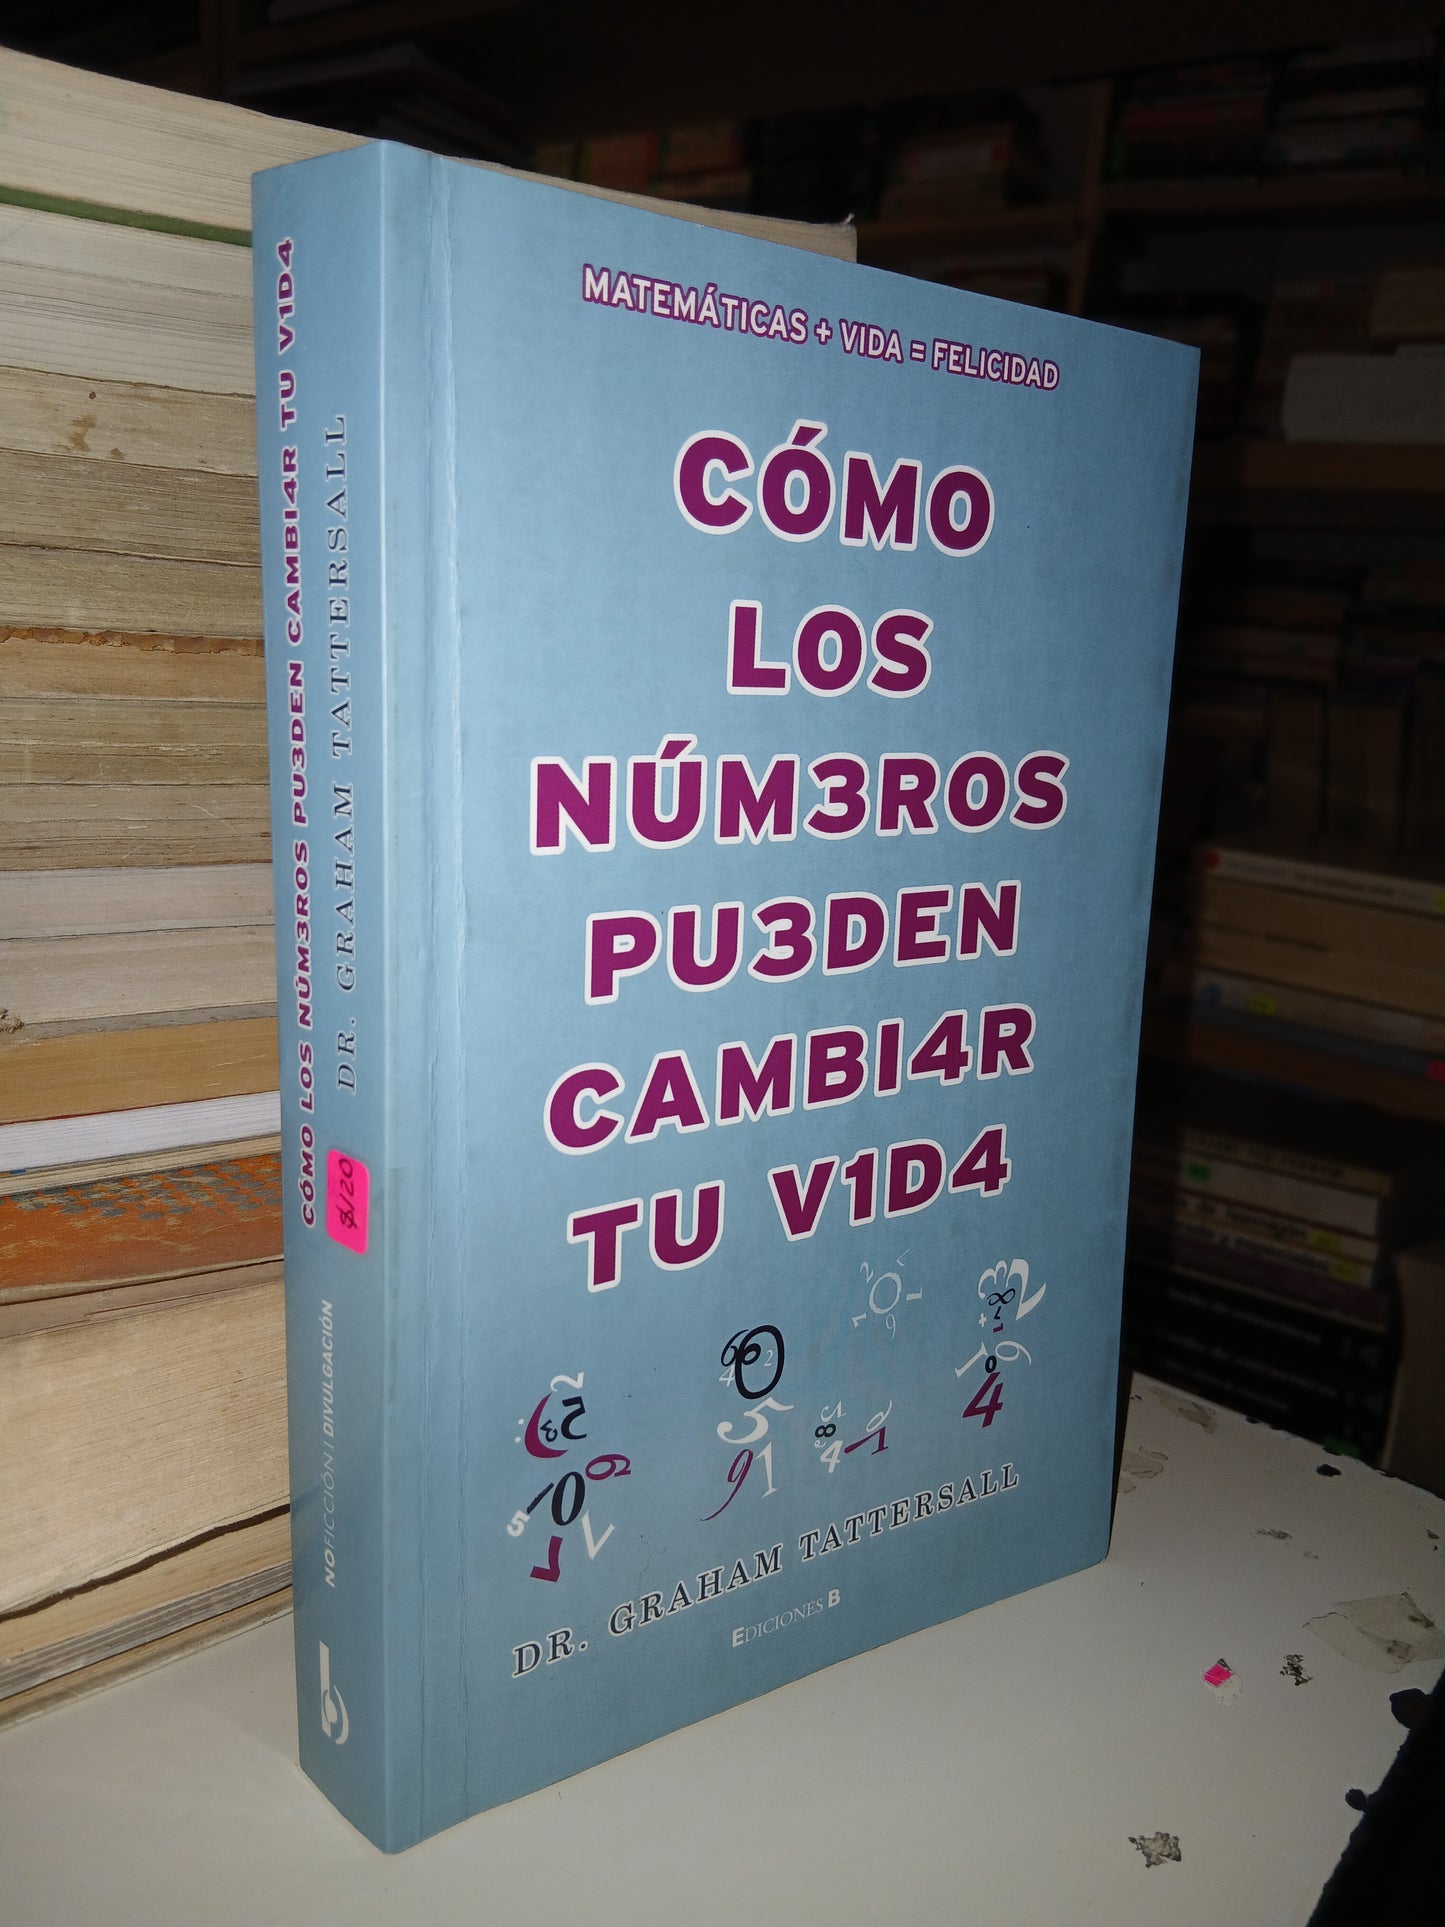 MATEMÁTICAS + VIDA = FELICIDAD
CÓMO
LOS
NÚM3ROS
PU3DEN
CAMBI4R
TU V1D4
DR. GRAHAM TATTERSALL
EDICIONES B
CÓMO LOS NÚM3ROS PU3DEN CAMBI4R TU V1D4
DR. GRAHAM TATTERSALL
$120
NOFICCIÓN / DIVULGACIÓN